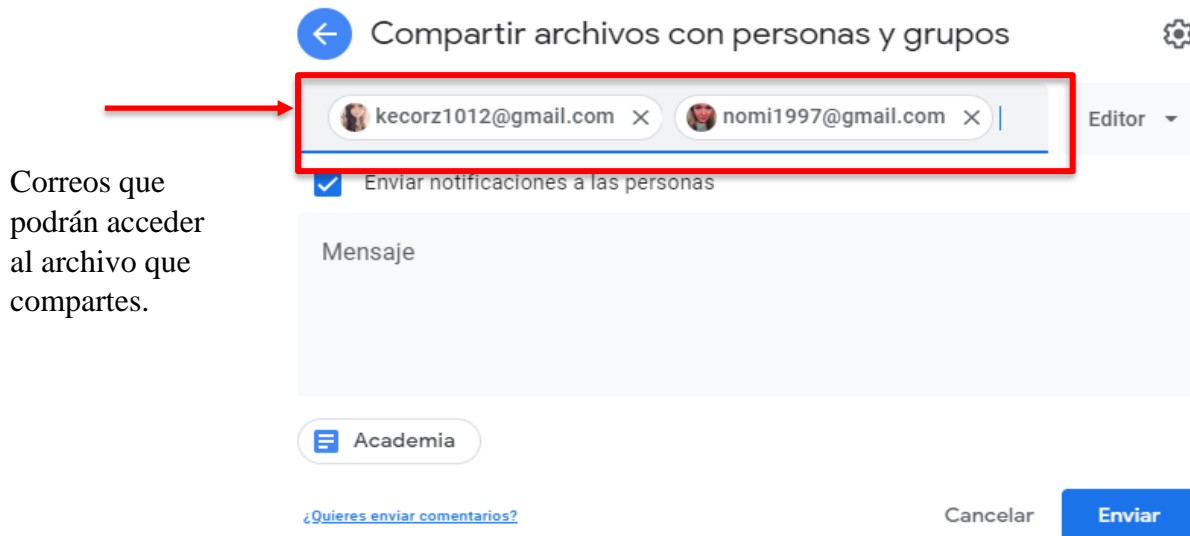 Compartir archivos con personas y grupos
kecorz1012@gmail.com nomi1997@gmail.com Editor
Enviar notificaciones a las personas
Correos que
podrán acceder
al archivo que
compartes.
Mensaje
Academia
¿Quieres enviar comentarios? Cancelar Enviar